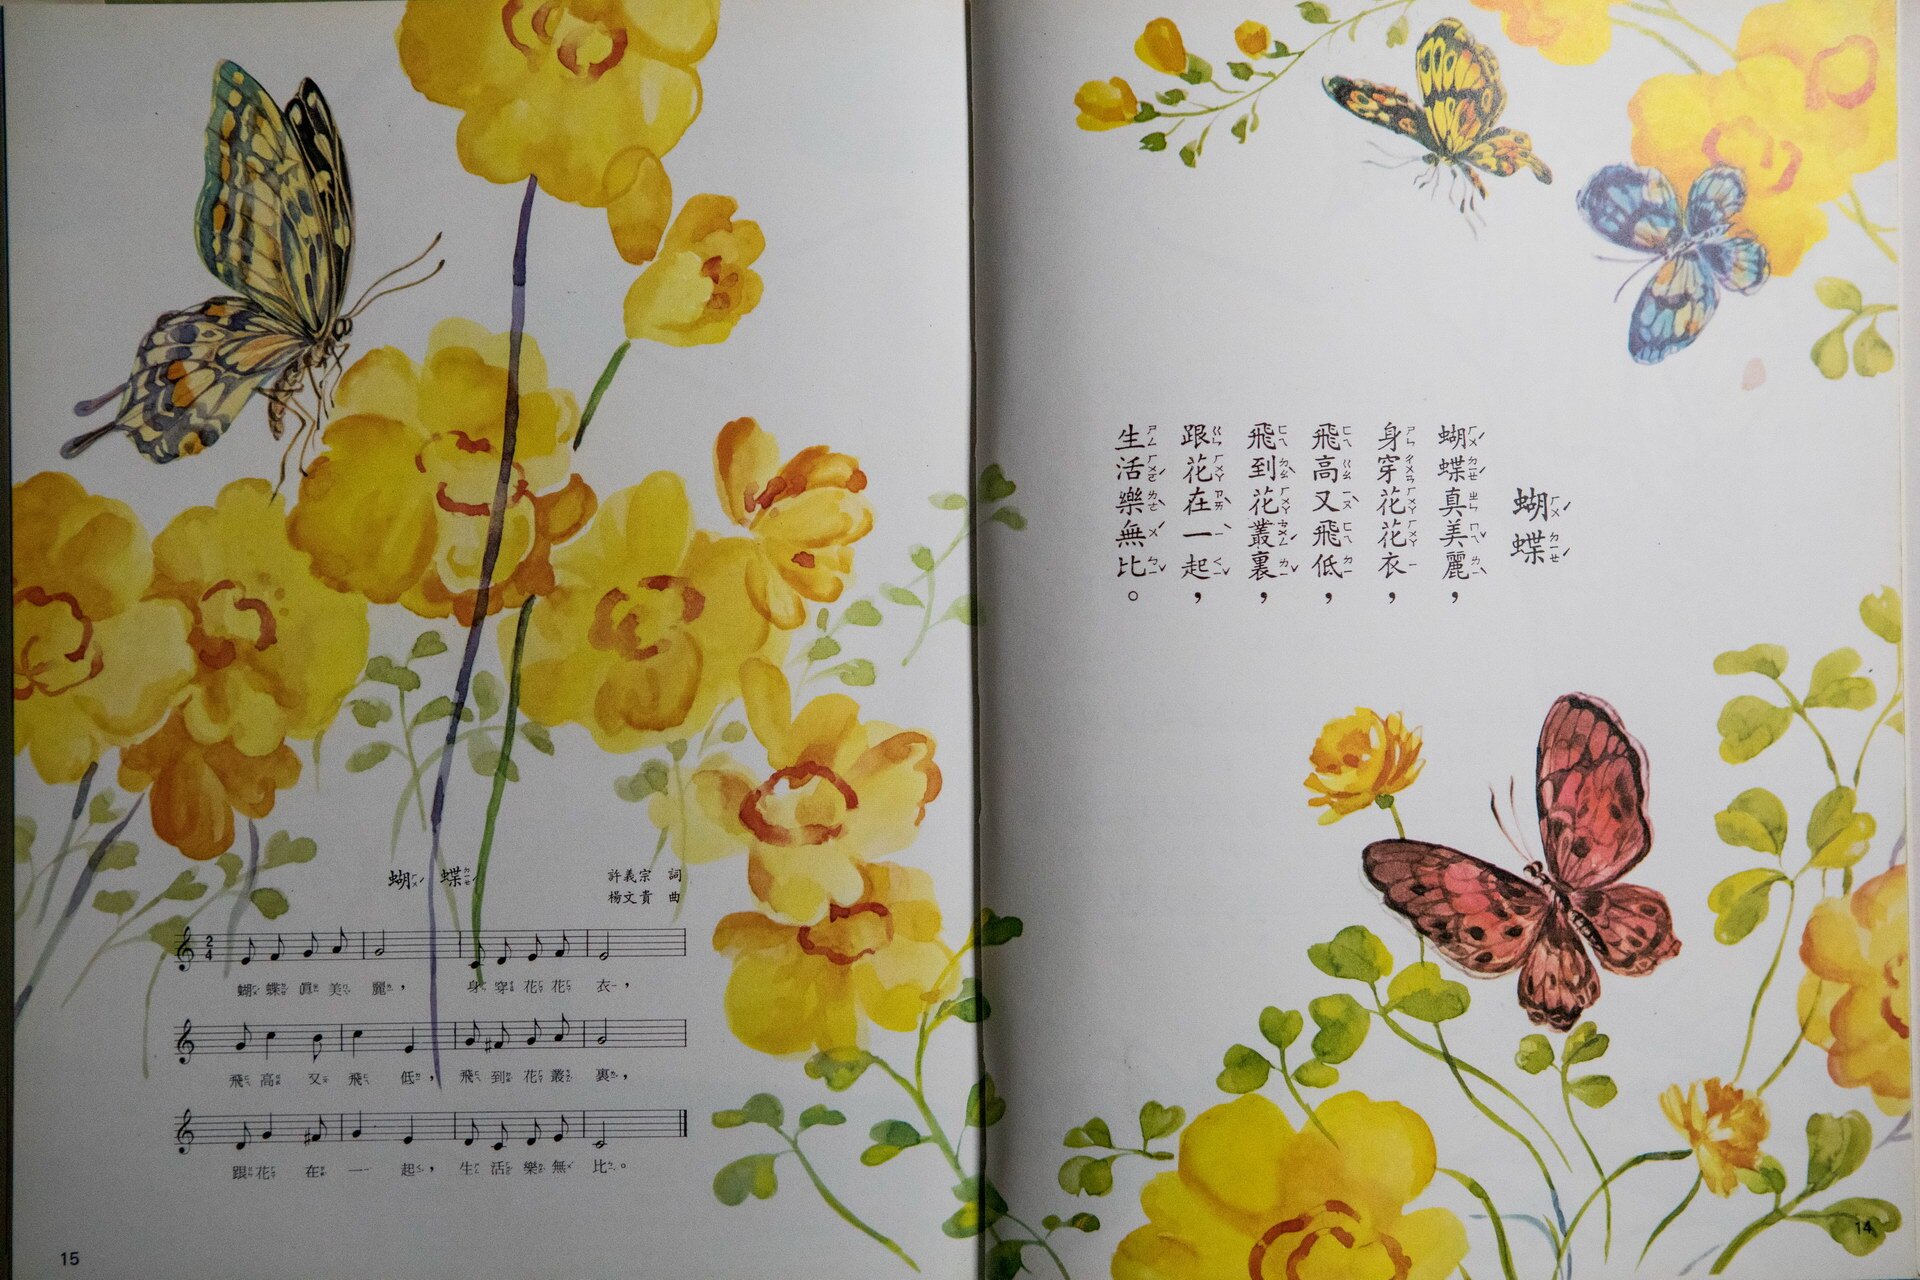 蝴蝶
蝴蝶真美麗，
身穿花花衣，
飛高又飛低，
飛到花叢裏，
跟花在一起，
生活樂無比。
14
蝴蝶
許義宗 詞
楊文貴 曲
2
4
蝴蝶真美麗，身穿花花衣，
飛高又飛低，飛到花叢裏，
跟花在一起，生活樂無比。
15